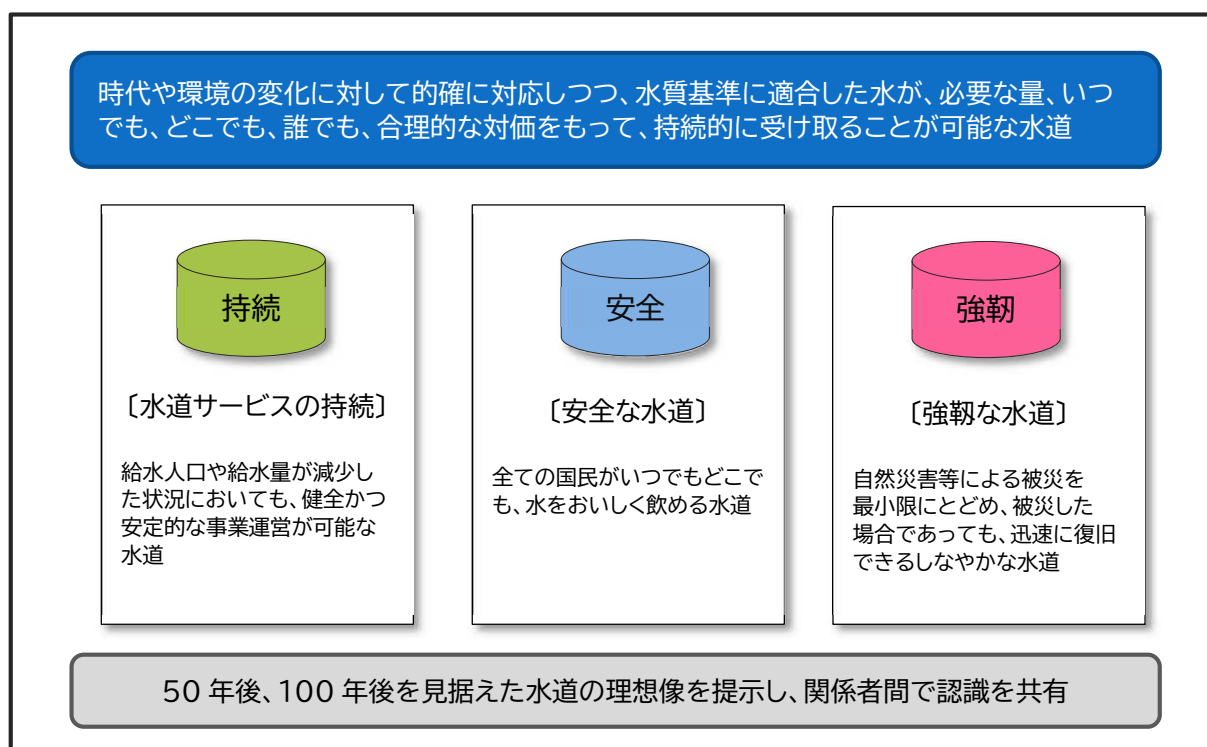 時代や環境の変化に対して的確に対応しつつ、水質基準に適合した水が、必要な量、いつ
でも、どこでも、誰でも、合理的な対価をもって、持続的に受け取ることが可能な水道
持続
〔水道サービスの持続〕
給水人口や給水量が減少し
た状況においても、健全かつ
安定的な事業運営が可能な
水道
安全
〔安全な水道〕
全ての国民がいつでもどこで
も、水をおいしく飲める水道
強靭
〔強靭な水道〕
自然災害等による被災を
最小限にとどめ、被災した
場合であっても、迅速に復旧
できるしなやかな水道
50 年後、100 年後を見据えた水道の理想像を提示し、関係者間で認識を共有